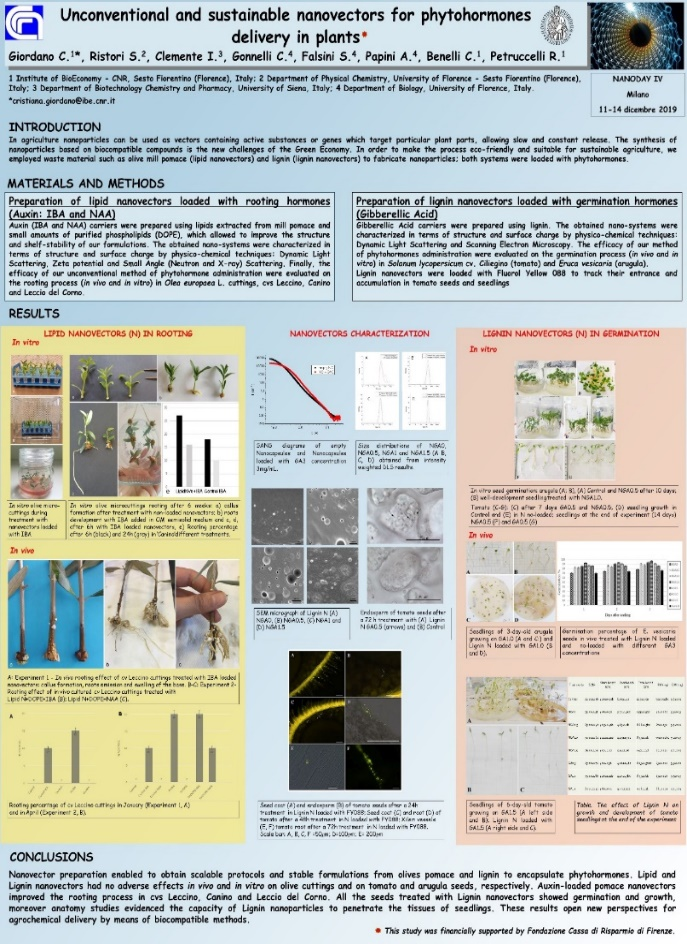 Unconventional and sustainable nanovectors for phytohormones
delivery in plants*
Giordano C.¹*, Ristori S.², Clemente I.³, Gonnelli C.⁴, Falsini S.⁴, Papini A.⁴, Benelli C.¹, Petruccelli R.¹
1 Institute of BioEconomy - CNR, Sesto Fiorentino (Florence), Italy; 2 Department of Physical Chemistry, University of Florence - Sesto Fiorentino (Florence),
Italy; 3 Department of Biotechnology Chemistry and Pharmacy, University of Siena, Italy; 4 Department of Biology, University of Florence, Italy.
*cristiana.giordano@ibe.cnr.it
NANODAY IV
Milano
11-14 dicembre 2019
INTRODUCTION
In agriculture nanoparticles can be used as vectors containing active substances or genes which target particular plant parts, allowing slow and constant release. The synthesis of
nanoparticles based on biocompatible compounds is the new challenges of the Green Economy. In order to make the process eco-friendly and suitable for sustainable agriculture, we
employed waste material such as olive mill pomace (lipid nanovectors) and lignin (lignin nanovectors) to fabricate nanoparticles; both systems were loaded with phytohormones.
MATERIALS AND METHODS
Preparation of lipid nanovectors loaded with rooting hormones
(Auxin: IBA and NAA)
Auxin (IBA and NAA) carriers were prepared using lipids extracted from mill pomace and
small amounts of purified phospholipids (DOPE), which allowed to improve the structure
and shelf-stability of our formulations. The obtained nano-systems were characterized in
terms of structure and surface charge by physico-chemical techniques: Dynamic Light
Scattering, Zeta potential and Small Angle (Neutron and X-ray) Scattering, Finally, the
efficacy of our unconventional method of phytohormone administration were evaluated on
the rooting process (in vivo and in vitro) in Olea europaea L. cuttings, cvs Leccino, Canino
and Leccio del Corno.
Preparation of lignin nanovectors loaded with germination hormones
(Gibberellic Acid)
Gibberellic Acid carriers were prepared using lignin. The obtained nano-systems were
characterized in terms of structure and surface charge by physico-chemical techniques:
Dynamic Light Scattering and Scanning Electron Microscopy. The efficacy of our method
of phytohormones administration were evaluated on the germination process (in vivo and in
vitro) in Solanum lycopersicum cv. Ciliegino (tomato) and Eruca vesicaria (arugula).
Lignin nanovectors were loaded with Fluorol Yellow 088 to track their entrance and
accumulation in tomato seeds and seedlings
RESULTS
LIPID NANOVECTORS (N) IN ROOTING
In vitro
In vitro olive micro-
cuttings during
treatment with
nanovectors loaded
with IBA
In vitro olive microcuttings rooting after 6 weeks: a) callus
formation after treatment with non-loaded nanovectors; b) roots
development with IBA added in OM semisolid medium and c, d,
after 6h with IBA loaded nanovectors, e) Rooting percentage
after 6h (black) and 24h (gray) in 'Canino' different treatments.
In vivo
A: Experiment 1 - In vivo rooting effect of cv Leccino cuttings treated with IBA loaded
nanovectors: callus formation, roots emission and swelling of the base. B-C: Experiment 2-
Rooting effect of in vivo cultured cv Leccino cuttings treated with
Lipid N+DOPE+IBA (B); Lipid N+DOPE+NAA (C).
Rooting percentage of cv Leccino cuttings in January (Experiment 1, A)
and in April (Experiment 2, B).
NANOVECTORS CHARACTERIZATION
SANS diagrams of empty
Nanocapsules and Nanocapsules
loaded with GA3 concentration
3mg/mL.
Size distributions of NGA0,
NGA0.5, NGA1 and NGA1.5 (A B,
C, D) obtained from intensity
weighted DLS results.
SEM micrograph of Lignin N (A)
NGA0, (B) NGA0.5, (C) NGA1 and
(D) NGA1.5
Endosperm of tomato seeds after
a 72 h treatment with (A) Lignin
N GA0.5 (arrows) and (B) Control
Seed coat (A) and endosperm (B) of tomato seeds after a 24h
treatment in Lignin N loaded with FY088; Seed coat (C) and root (D) of
tomato after a 48h treatment in N loaded with FY088; Xilem vessels
(E, F) tomato root after a 72h treatment in N loaded with FY088.
LIGNIN NANOVECTORS (N) IN GERMINATION
In vitro
In vitro seed germination arugula (A; B). (A) Control and NGA0.5 after 10 days;
(B) well-development seedling treated with NGA1.0.
Tomato (C-G): (C) after 7 days GA0.5 and NGA0.5, (D) seedling growth in
Control and (E) in N no-loaded; seedlings at the end of experiment (14 days)
NGA0.5 (F) and GA0.5 (G)
In vivo
Seedlings of 3-day-old arugula
growing on GA1.0 (A and C) and
Lignin N loaded with GA1.0 (B
and D).
Germination percentage of E. vesicaria
seeds in vivo treated with Lignin N loaded
and no-loaded with different GA3
concentrations
Seedlings of 6-day-old tomato
growing on GA1.5 (A left side
and B). Lignin N loaded with
GA1.5 (A right side and C).
Table. The effect of Lignin N on
growth and development of tomato
seedlings at the end of the experiment
CONCLUSIONS
Nanovector preparation enabled to obtain scalable protocols and stable formulations from olives pomace and lignin to encapsulate phytohormones. Lipid and
Lignin nanovectors had no adverse effects in vivo and in vitro on olive cuttings and on tomato and arugula seeds, respectively. Auxin-loaded pomace nanovectors
improved the rooting process in cvs Leccino, Canino and Leccio del Corno. All the seeds treated with Lignin nanovectors showed germination and growth,
moreover anatomy studies evidenced the capacity of Lignin nanoparticles to penetrate the tissues of seedlings. These results open new perspectives for
agrochemical delivery by means of biocompatible methods.
* This study was financially supported by Fondazione Cassa di Risparmio di Firenze.